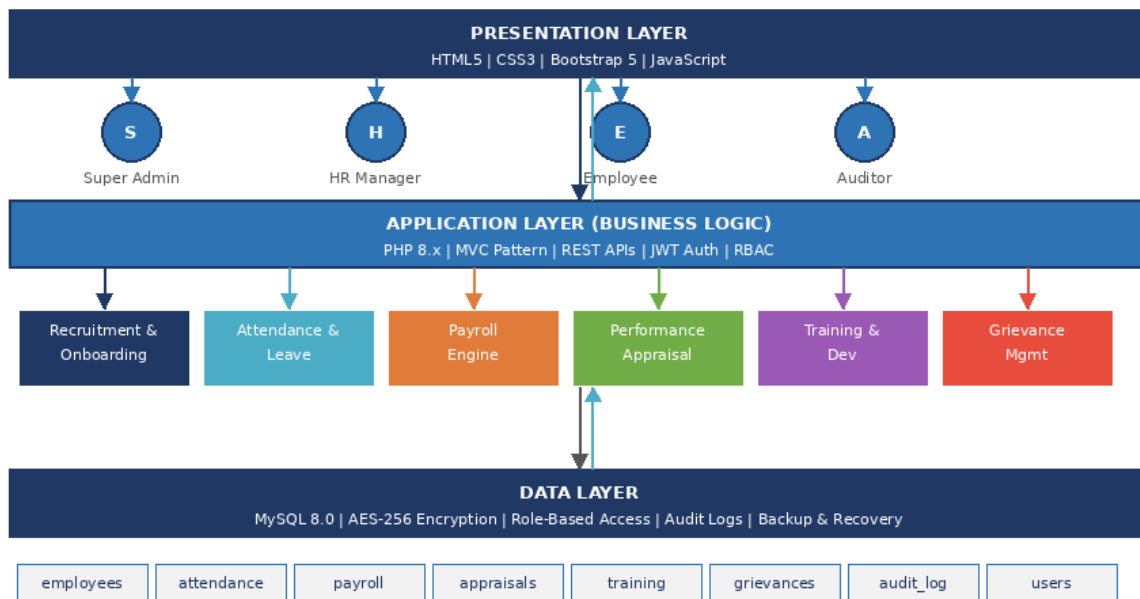 PRESENTATION LAYER
HTML5 | CSS3 | Bootstrap 5 | JavaScript
S H E A
Super Admin HR Manager Employee Auditor
APPLICATION LAYER (BUSINESS LOGIC)
PHP 8.x | MVC Pattern | REST APIs | JWT Auth | RBAC
Recruitment &
Onboarding
Attendance &
Leave
Payroll
Engine
Performance
Appraisal
Training &
Dev
Grievance
Mgmt
DATA LAYER
MySQL 8.0 | AES-256 Encryption | Role-Based Access | Audit Logs | Backup & Recovery
employees attendance payroll appraisals training grievances audit_log users